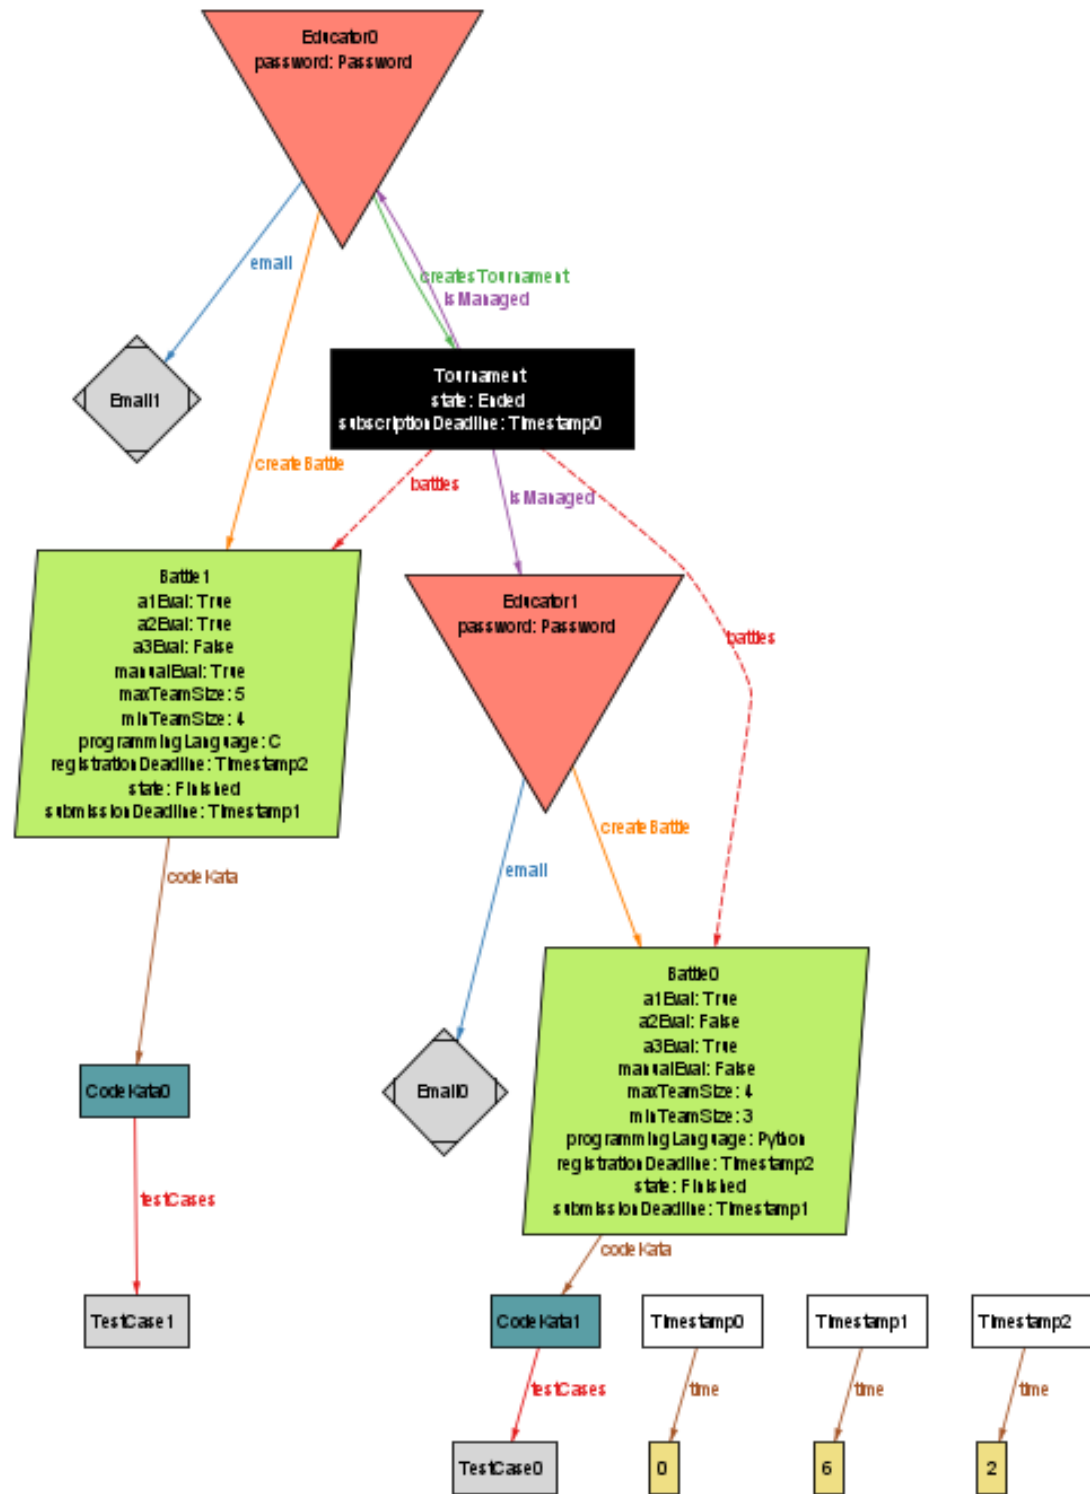 Educator0
password: Password
email
createsTournament
isManaged
Email1
Tournament
state: Ended
subscriptionDeadline: Timestamp0
createBattle
battles
isManaged
Battle1
a1Eval: True
a2Eval: True
a3Eval: False
manualEval: True
maxTeamSize: 5
minTeamSize: 4
programmingLanguage: C
registrationDeadline: Timestamp2
state: Finished
submissionDeadline: Timestamp1
Educator1
password: Password
battles
createBattle
email
codeKata
Battle0
a1Eval: True
a2Eval: False
a3Eval: True
manualEval: False
maxTeamSize: 4
minTeamSize: 3
programmingLanguage: Python
registrationDeadline: Timestamp2
state: Finished
submissionDeadline: Timestamp1
CodeKata0
Email0
testCases
codeKata
TestCase1
CodeKata1
Timestamp0
Timestamp1
Timestamp2
testCases
time
time
time
TestCase0
0
6
2